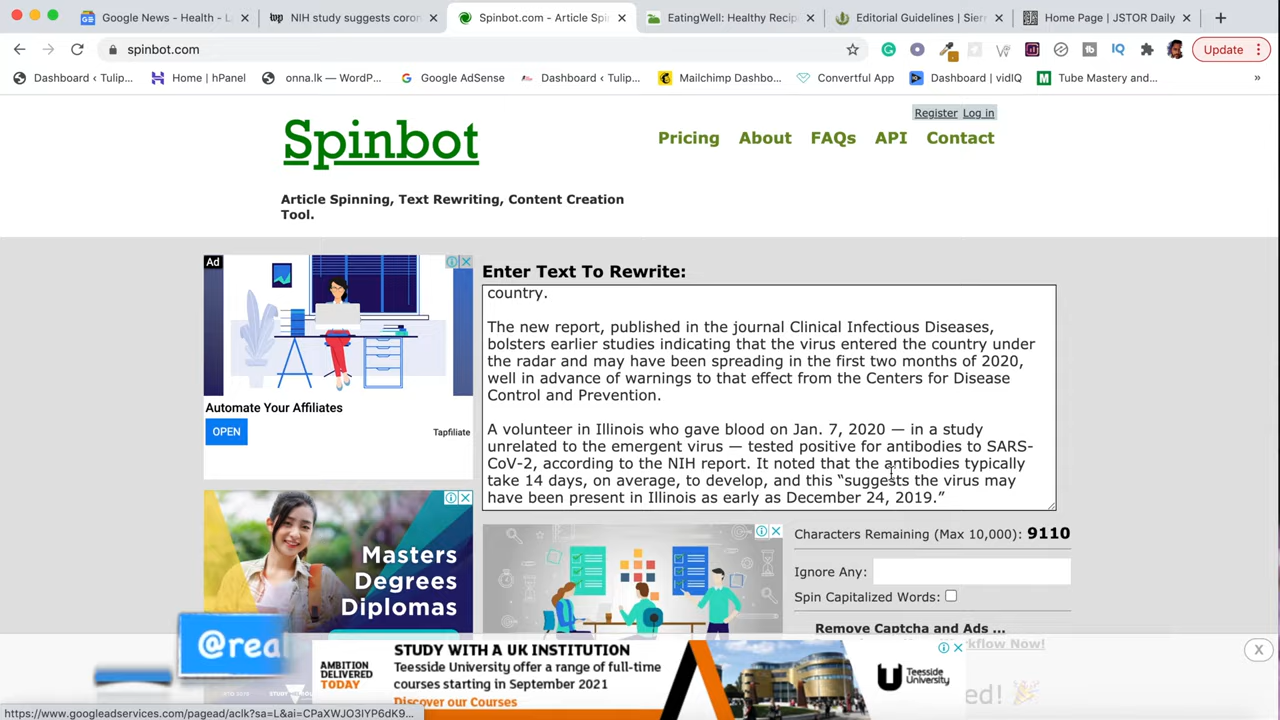 Google News - Health - L
NIH study suggests coron
Spinbot.com - Article Spi
EatingWell: Healthy Recip
Editorial Guidelines | Sierr
Home Page | JSTOR Daily
spinbot.com
Update
Dashboard ‹ Tulip...
Home | hPanel
onna.lk — WordP...
Google AdSense
Dashboard ‹ Tulip...
Mailchimp Dashbo...
Convertful App
Dashboard | vidIQ
Tube Mastery and...
»
Register Log in
Spinbot
Pricing About FAQs API Contact
Article Spinning, Text Rewriting, Content Creation
Tool.
Ad
Enter Text To Rewrite:
country.
The new report, published in the journal Clinical Infectious Diseases,
bolsters earlier studies indicating that the virus entered the country under
the radar and may have been spreading in the first two months of 2020,
well in advance of warnings to that effect from the Centers for Disease
Control and Prevention.
A volunteer in Illinois who gave blood on Jan. 7, 2020 — in a study
unrelated to the emergent virus — tested positive for antibodies to SARS-
CoV-2, according to the NIH report. It noted that the antibodies typically
take 14 days, on average, to develop, and this “suggests the virus may
have been present in Illinois as early as December 24, 2019.”
Automate Your Affiliates
OPEN
Tapfiliate
Masters
Degrees
Diplomas
Characters Remaining (Max 10,000): 9110
Ignore Any:
Spin Capitalized Words:
Remove Captcha and Ads ...
kflow Now!
@rea
AMBITION
DELIVERED
TODAY
STUDY WITH A UK INSTITUTION
Teesside University offer a range of full-time
courses starting in September 2021
Discover our Courses
Teesside
University
X
ed!
https://www.googleadservices.com/pagead/aclk?sa=L&ai=CPaXWJO3IYP6dK9...